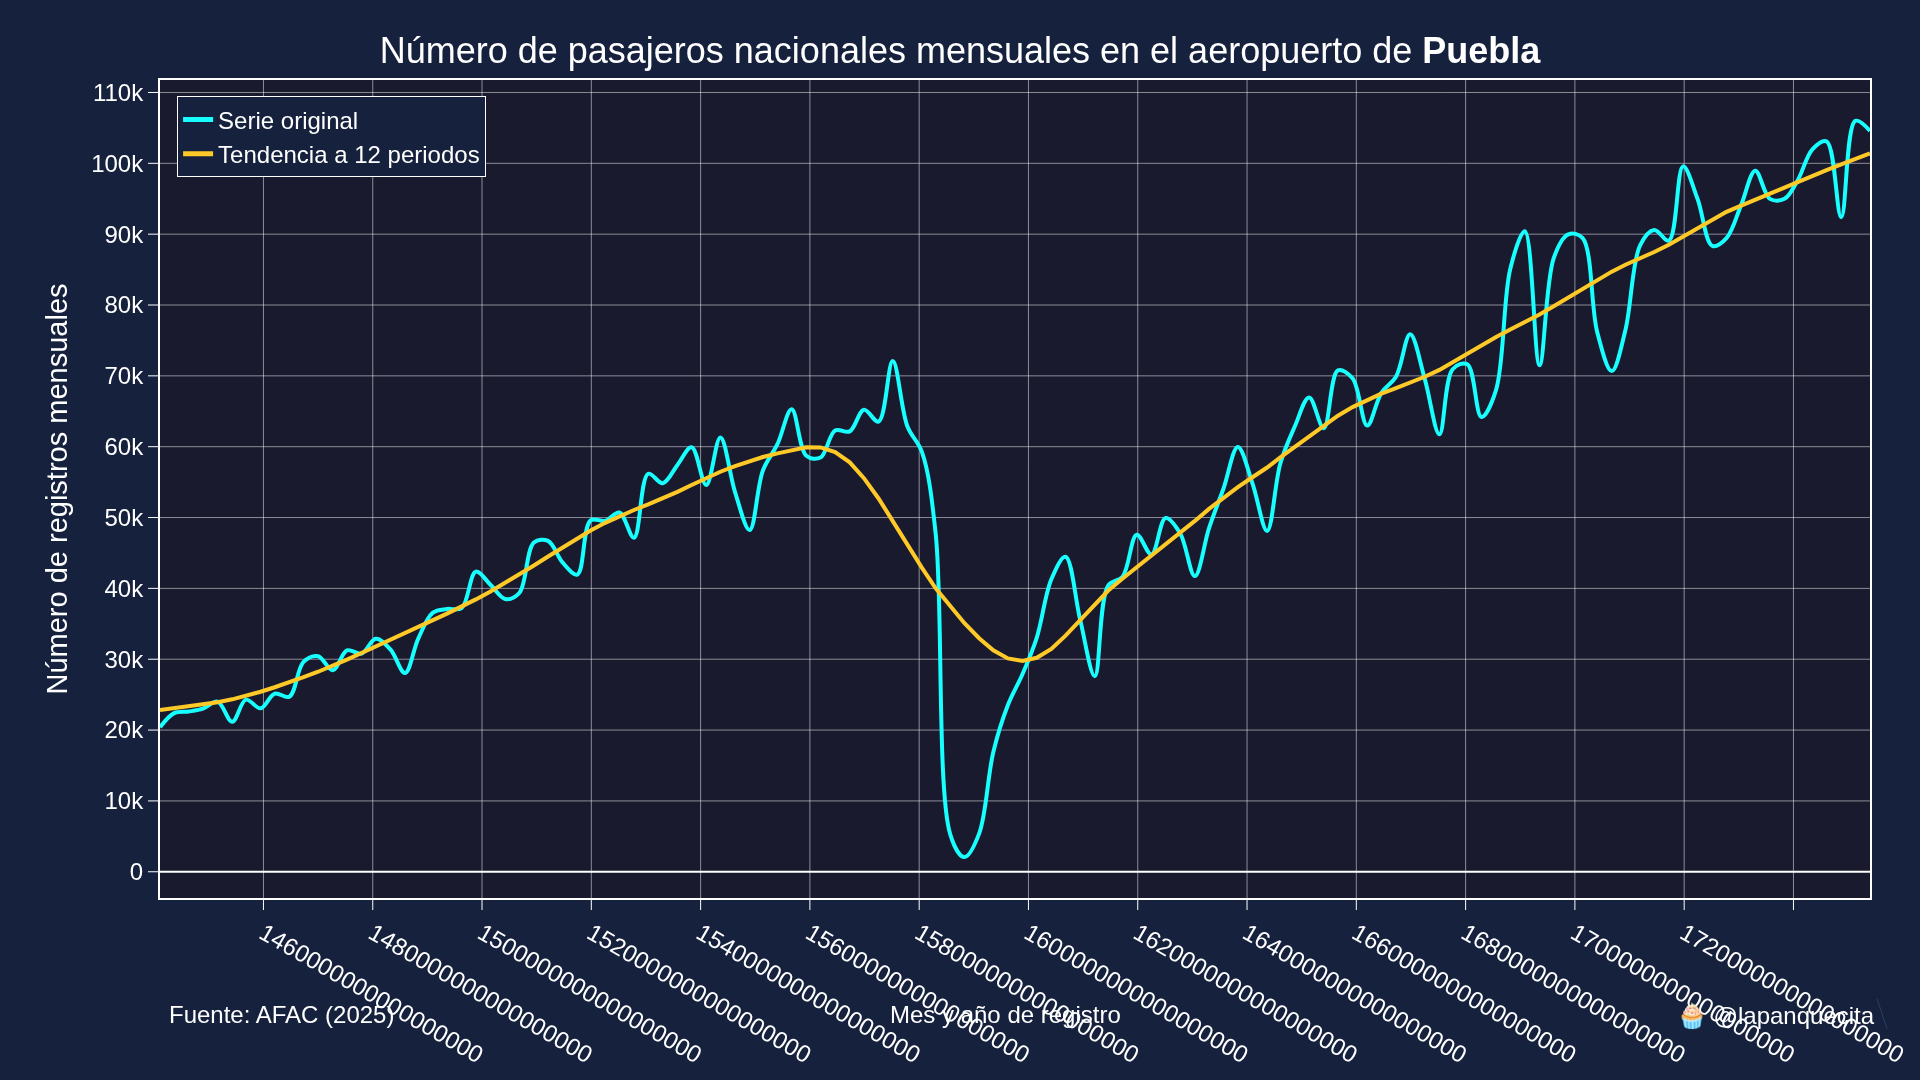 Número de pasajeros nacionales mensuales en el aeropuerto de Puebla
Serie original
Tendencia a 12 periodos
Número de registros mensuales
110k
100k
90k
80k
70k
60k
50k
40k
30k
20k
10k
0
1460000000000000000
1480000000000000000
1500000000000000000
1520000000000000000
1540000000000000000
1560000000000000000
1580000000000000000
1600000000000000000
1620000000000000000
1640000000000000000
1660000000000000000
1680000000000000000
1700000000000000000
1720000000000000000
Fuente: AFAC (2025)
Mes y año de registro
🧁 @lapanquecita